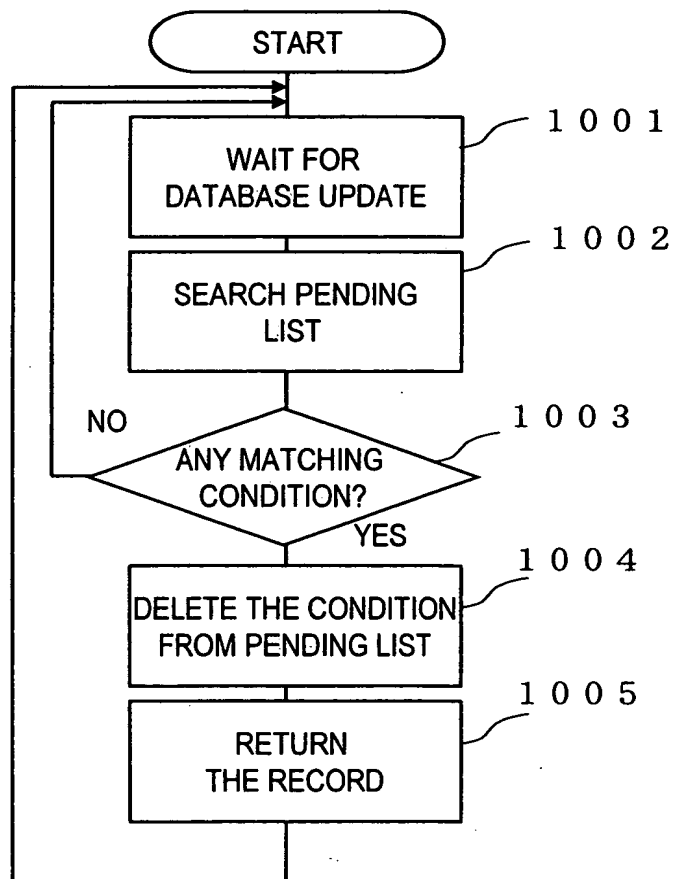 START
1001
WAIT FOR
DATABASE UPDATE
1002
SEARCH PENDING
LIST
NO
1003
ANY MATCHING
CONDITION?
YES
1004
DELETE THE CONDITION
FROM PENDING LIST
1005
RETURN
THE RECORD